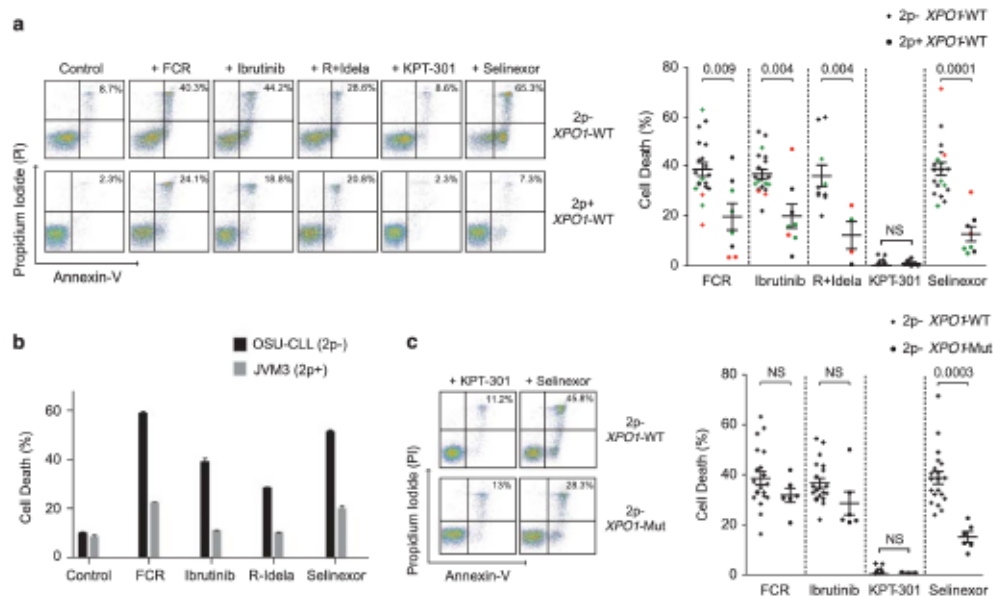 a
2p- XPO1-WT
2p+ XPO1-WT
Control + FCR + Ibrutinib + R+Idela + KPT-301 + Selinexor
8.7% 40.3% 44.2% 28.6% 8.6% 65.3%
2p-
XPO1-WT
2.3% 24.1% 18.8% 20.8% 2.3% 7.3%
2p+
XPO1-WT
Propidium Iodide (PI)
Annexin-V
Cell Death (%)
80
60
40
20
0
0.009 0.004 0.004 NS 0.0001
FCR Ibrutinib R+Idela KPT-301 Selinexor
b
OSU-CLL (2p-)
JVM3 (2p+)
Cell Death (%)
60
40
20
0
Control FCR Ibrutinib R-Idela Selinexor
c
2p- XPO1-WT
2p- XPO1-Mut
+ KPT-301 + Selinexor
11.2% 45.8%
2p-
XPO1-WT
13% 28.3%
2p-
XPO1-Mut
Propidium Iodide (PI)
Annexin-V
Cell Death (%)
80
60
40
20
0
NS NS NS 0.0003
FCR Ibrutinib KPT-301 Selinexor